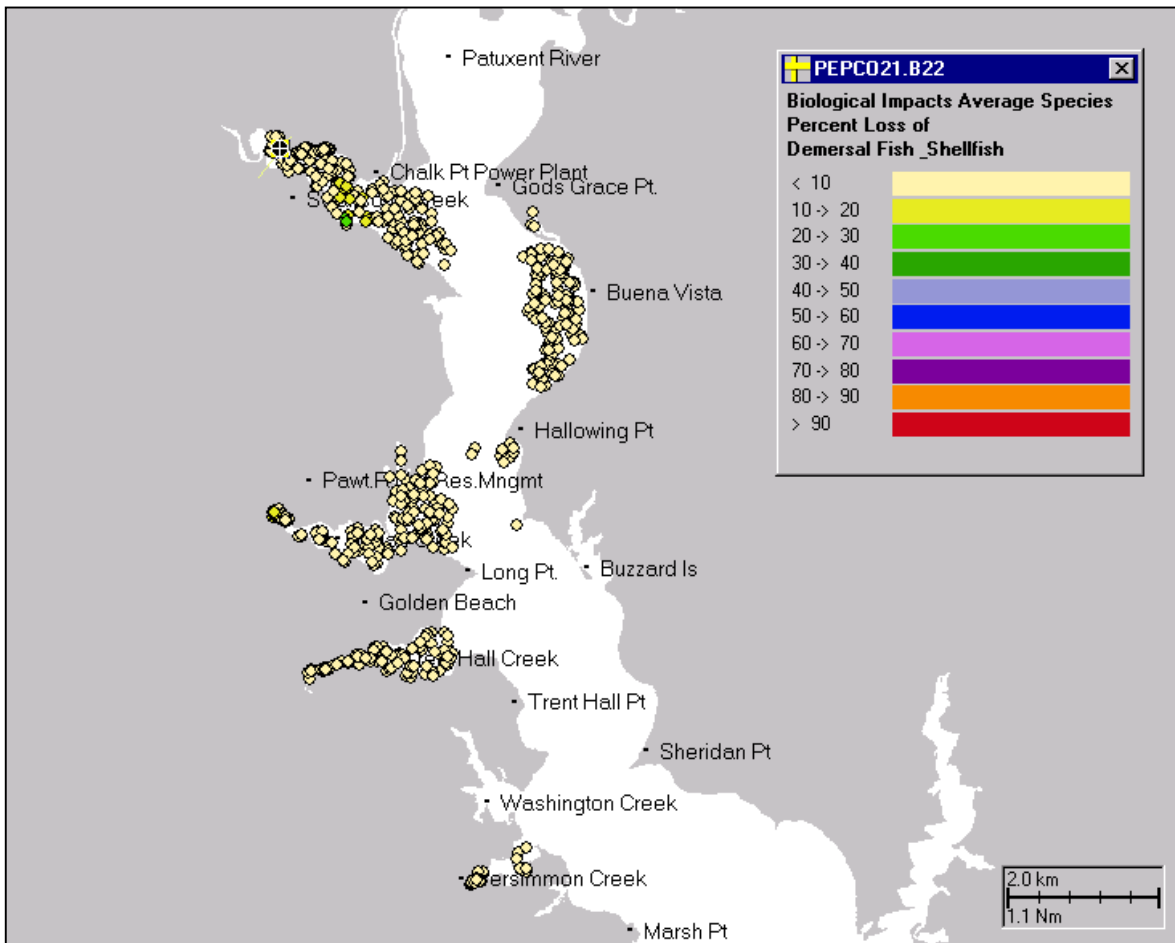 Patuxent River
PEPCO21.B22
Biological Impacts Average Species
Percent Loss of
Demersal Fish _Shellfish
< 10
10 -> 20
20 -> 30
30 -> 40
40 -> 50
50 -> 60
60 -> 70
70 -> 80
80 -> 90
> 90
Chalk Pt Power Plant
Gods Grace Pt.
Buena Vista
Hallowing Pt
Res.Mngmt
Long Pt.
Buzzard Is
Golden Beach
Hall Creek
Trent Hall Pt
Sheridan Pt
Washington Creek
Creek
Marsh Pt
2.0 km
1.1 Nm